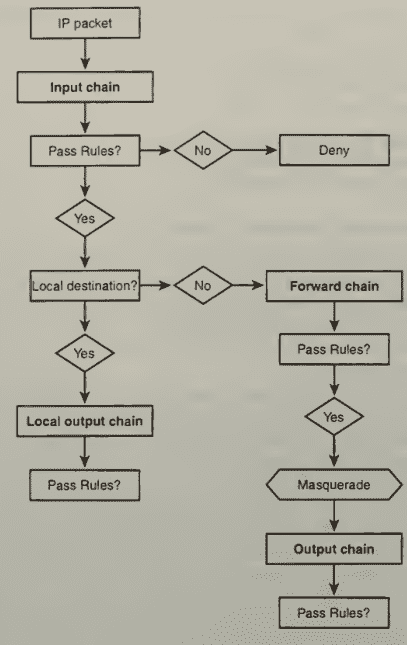 IP packet
Input chain
Pass Rules?
No
Deny
Yes
Local destination?
No
Forward chain
Yes
Pass Rules?
Local output chain
Yes
Pass Rules?
Masquerade
Output chain
Pass Rules?